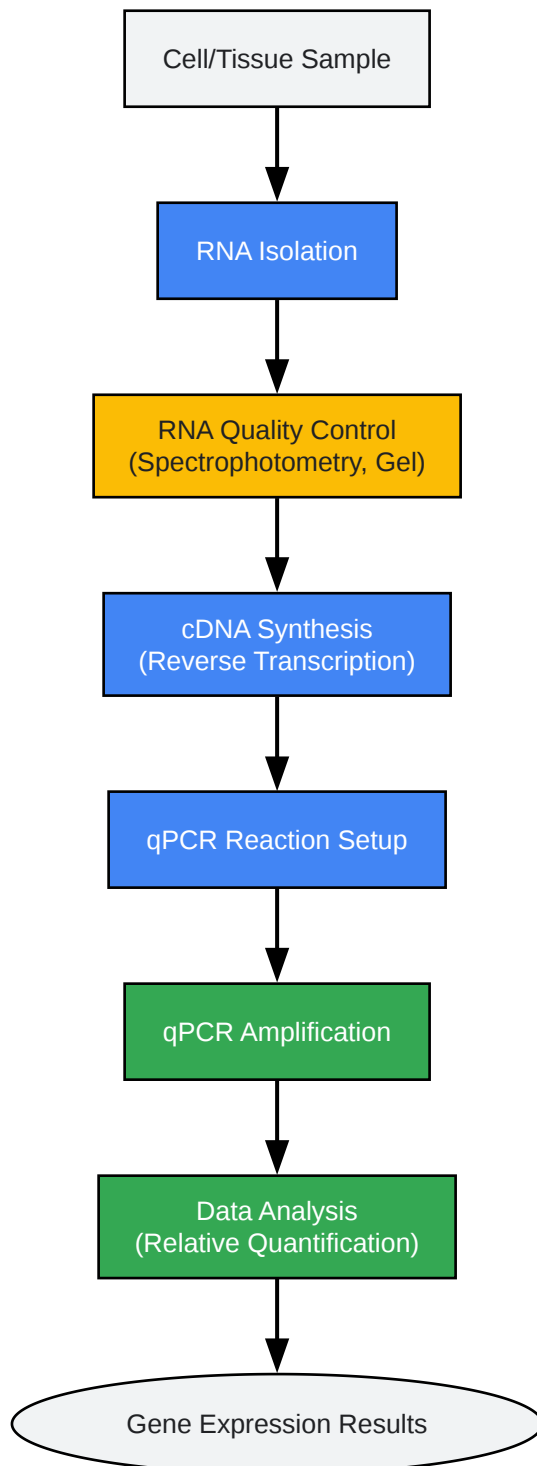 Cell/Tissue Sample
RNA Isolation
RNA Quality Control
(Spectrophotometry, Gel)
cDNA Synthesis
(Reverse Transcription)
qPCR Reaction Setup
qPCR Amplification
Data Analysis
(Relative Quantification)
Gene Expression Results